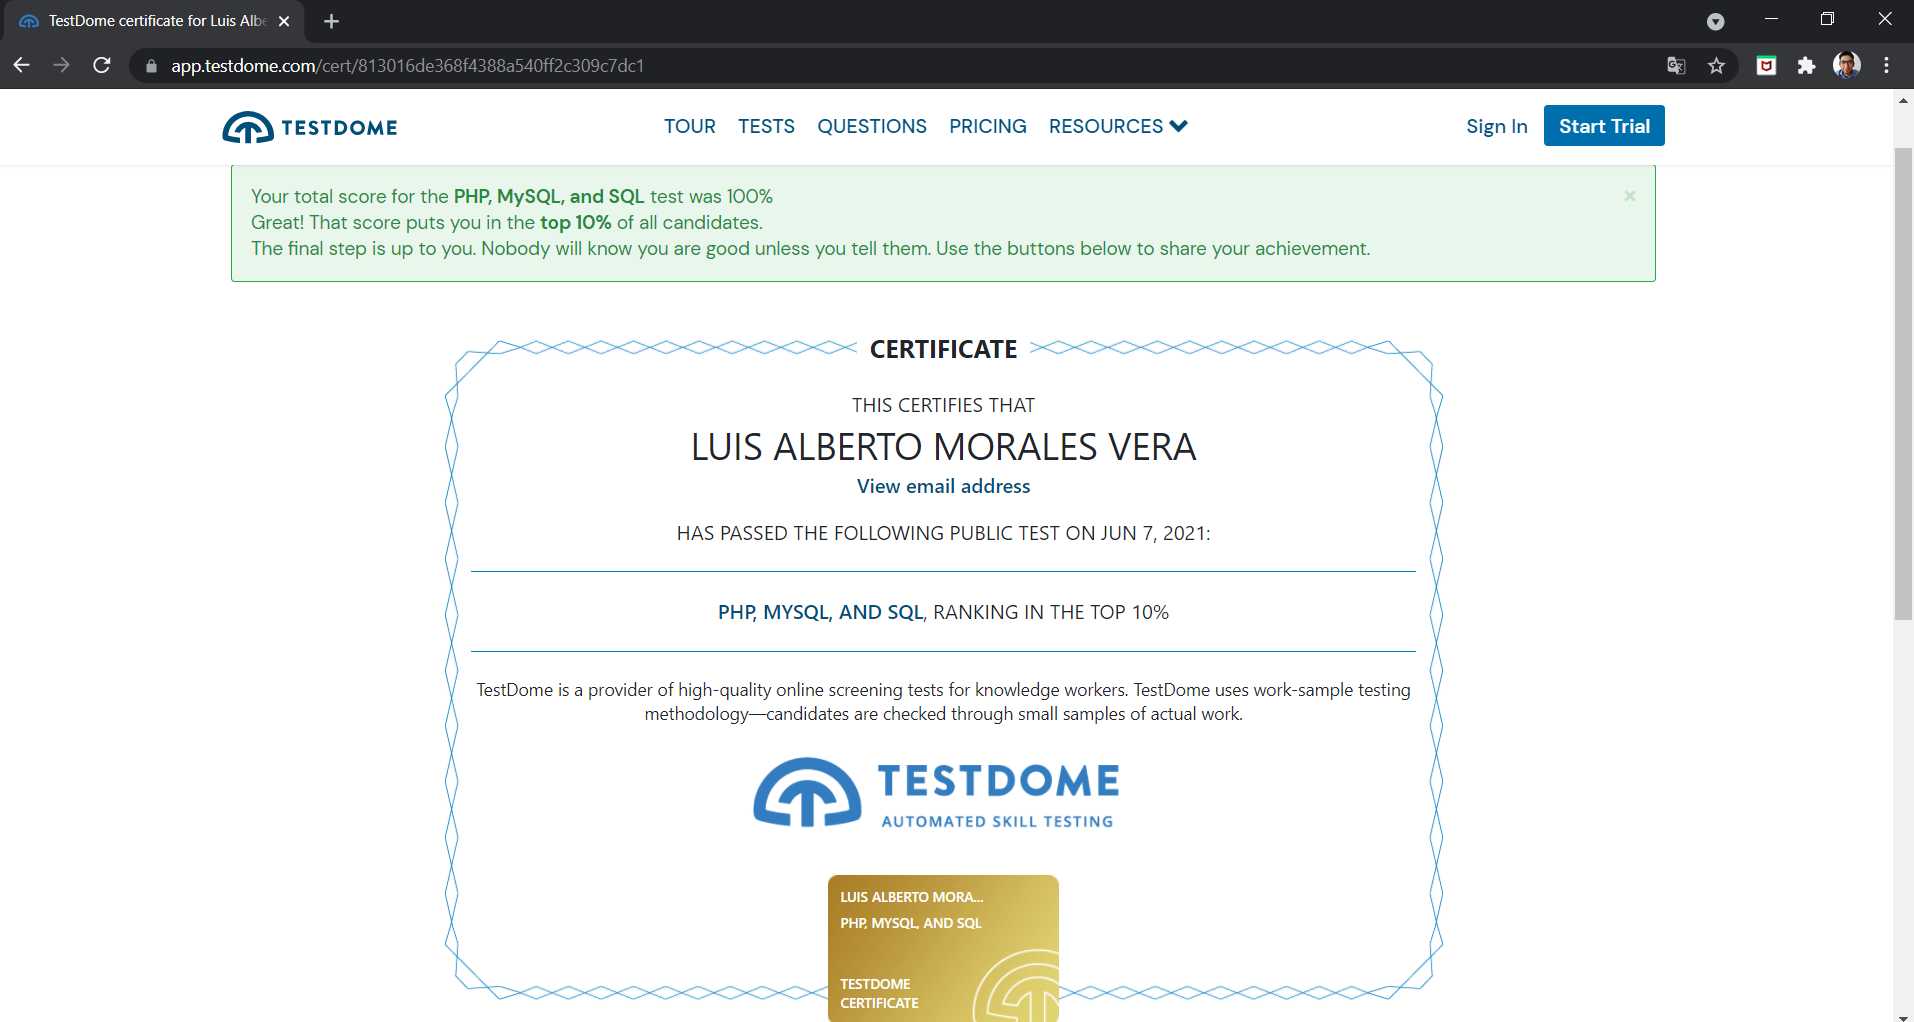 TestDome certificate for Luis Albe
app.testdome.com/cert/813016de368f4388a540ff2c309c7dc1
TESTDOME
TOUR
TESTS
QUESTIONS
PRICING
RESOURCES
Sign In
Start Trial
Your total score for the PHP, MySQL, and SQL test was 100%
Great! That score puts you in the top 10% of all candidates.
The final step is up to you. Nobody will know you are good unless you tell them. Use the buttons below to share your achievement.
CERTIFICATE
THIS CERTIFIES THAT
LUIS ALBERTO MORALES VERA
View email address
HAS PASSED THE FOLLOWING PUBLIC TEST ON JUN 7, 2021:
PHP, MYSQL, AND SQL, RANKING IN THE TOP 10%
TestDome is a provider of high-quality online screening tests for knowledge workers. TestDome uses work-sample testing
methodology—candidates are checked through small samples of actual work.
TESTDOME
AUTOMATED SKILL TESTING
LUIS ALBERTO MORA...
PHP, MYSQL, AND SQL
TESTDOME
CERTIFICATE